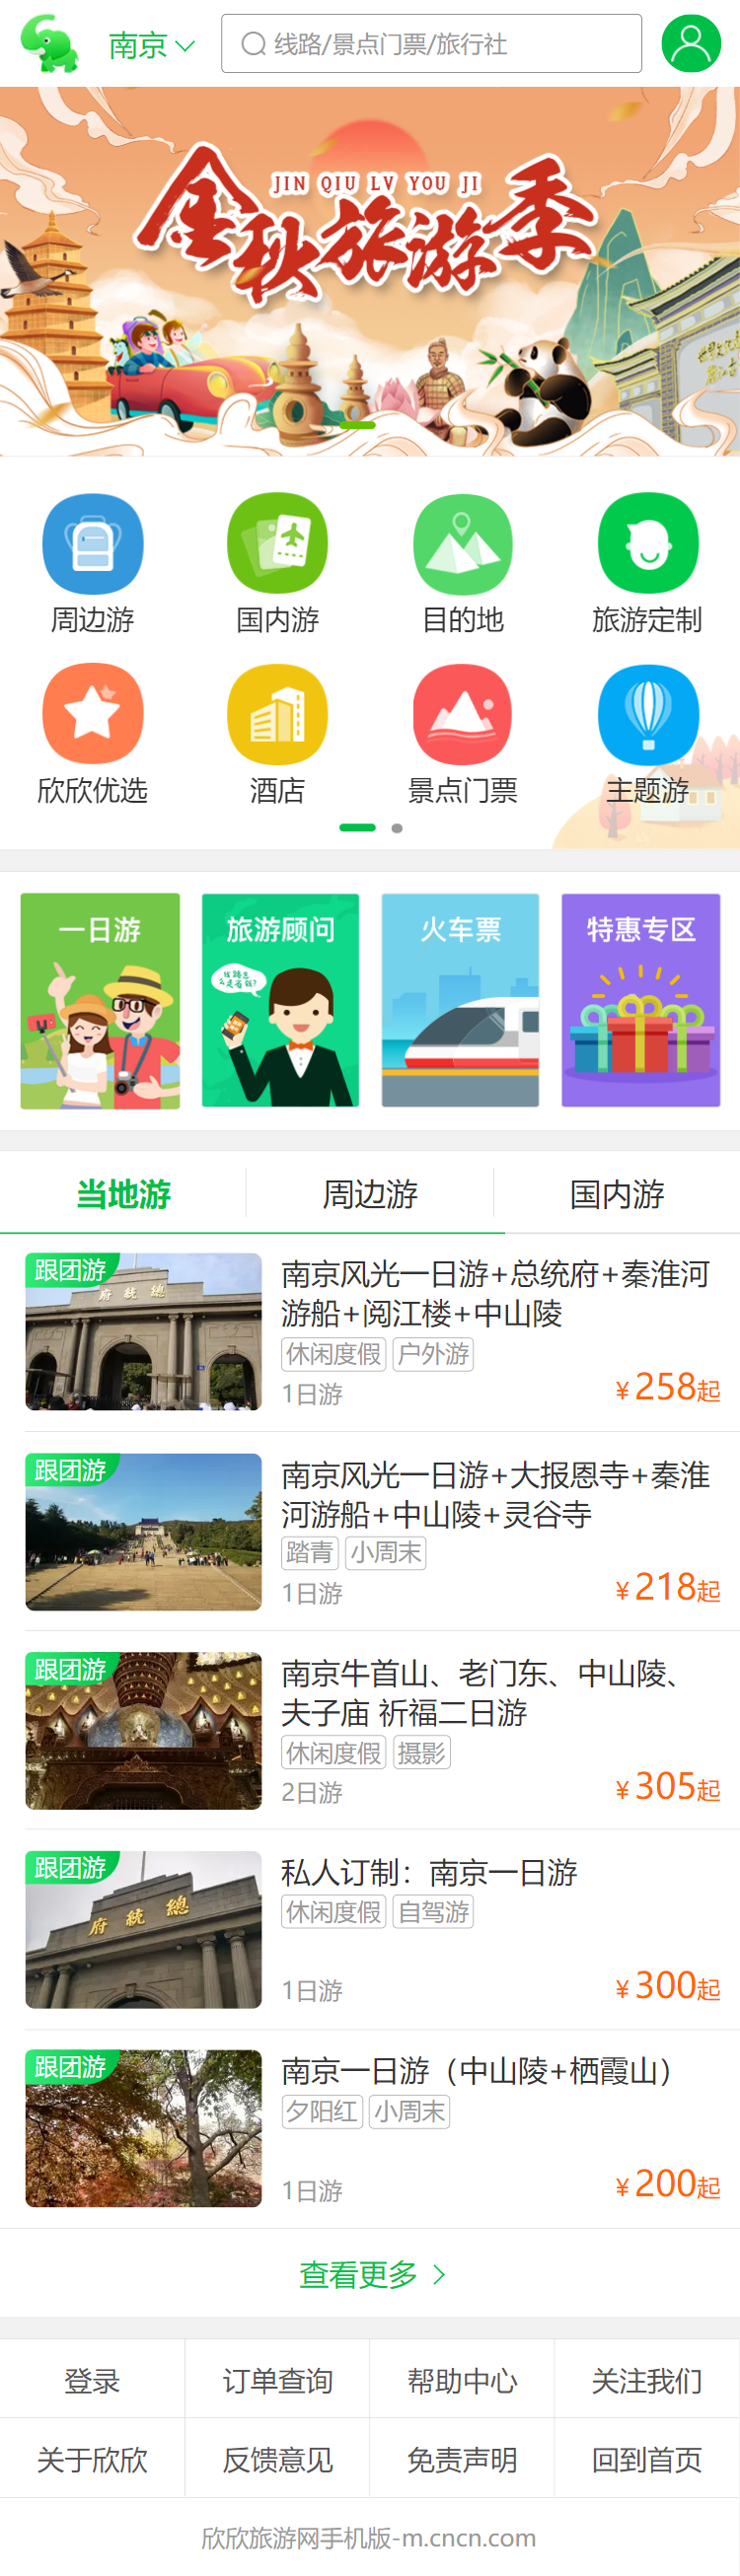 南京
线路/景点门票/旅行社
JIN QIU LV YOU JI
金秋旅游季
周边游
国内游
目的地
旅游定制
欣欣优选
酒店
景点门票
主题游
一日游
旅游顾问
火车票
特惠专区
当地游
周边游
国内游
跟团游
府 統 總
南京风光一日游+总统府+秦淮河
游船+阅江楼+中山陵
休闲度假 户外游
1日游
¥258起
跟团游
南京风光一日游+大报恩寺+秦淮
河游船+中山陵+灵谷寺
踏青 小周末
1日游
¥218起
跟团游
南京牛首山、老门东、中山陵、
夫子庙 祈福二日游
休闲度假 摄影
2日游
¥305起
跟团游
府 統 總
私人订制：南京一日游
休闲度假 自驾游
1日游
¥300起
跟团游
南京一日游（中山陵+栖霞山）
夕阳红 小周末
1日游
¥200起
查看更多
登录
订单查询
帮助中心
关注我们
关于欣欣
反馈意见
免责声明
回到首页
欣欣旅游网手机版-m.cncn.com